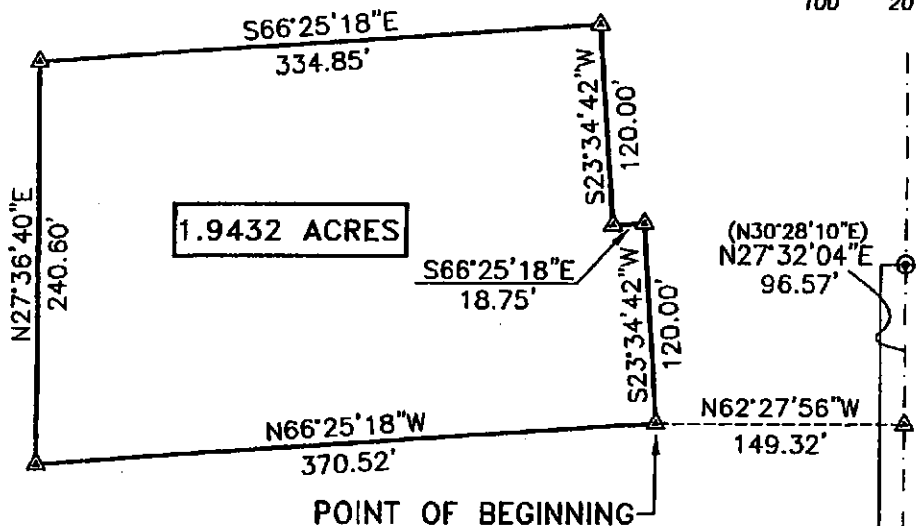 100 20
S66°25'18"E
334.85'
S23°34'42"W
120.00'
N27°36'40"E
240.60'
1.9432 ACRES
S66°25'18"E
18.75'
(N30°28'10"E)
N27°32'04"E
96.57'
S23°34'42"W
120.00'
N66°25'18"W
370.52'
N62°27'56"W
149.32'
POINT OF BEGINNING